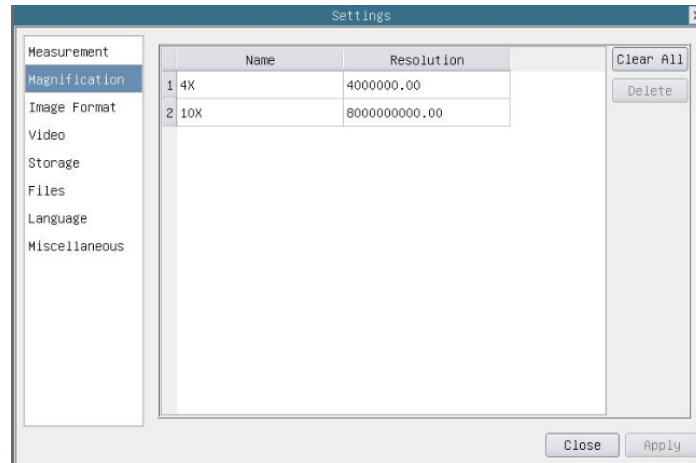 Settings
Measurement
Magnification
Image Format
Video
Storage
Files
Language
Miscellaneous
Name Resolution
1 4X 4000000.00
2 10X 8000000000.00
Clear All
Delete
Close Apply